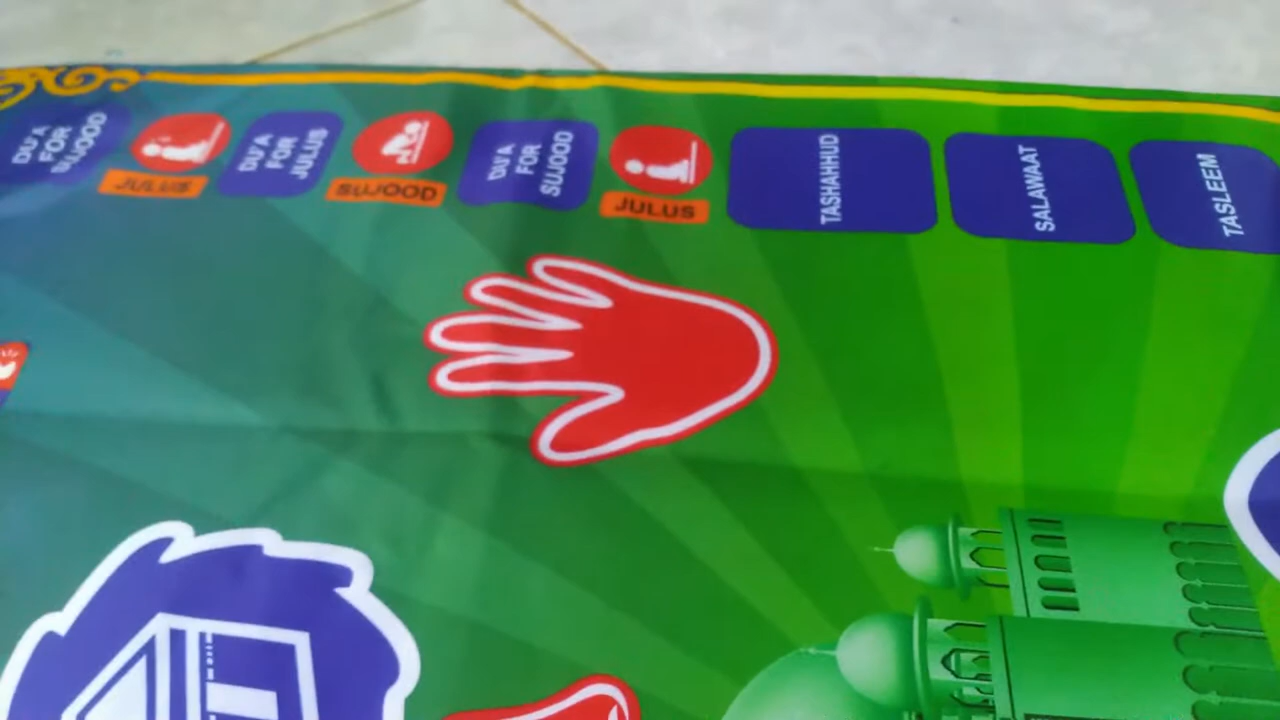 DU'A
FOR
SUJOOD
JULUS
DU'A
FOR
JULUS
SUJOOD
DU'A
FOR
SUJOOD
JULUS
TASHAHHUD
SALAWAAT
TASLEEM